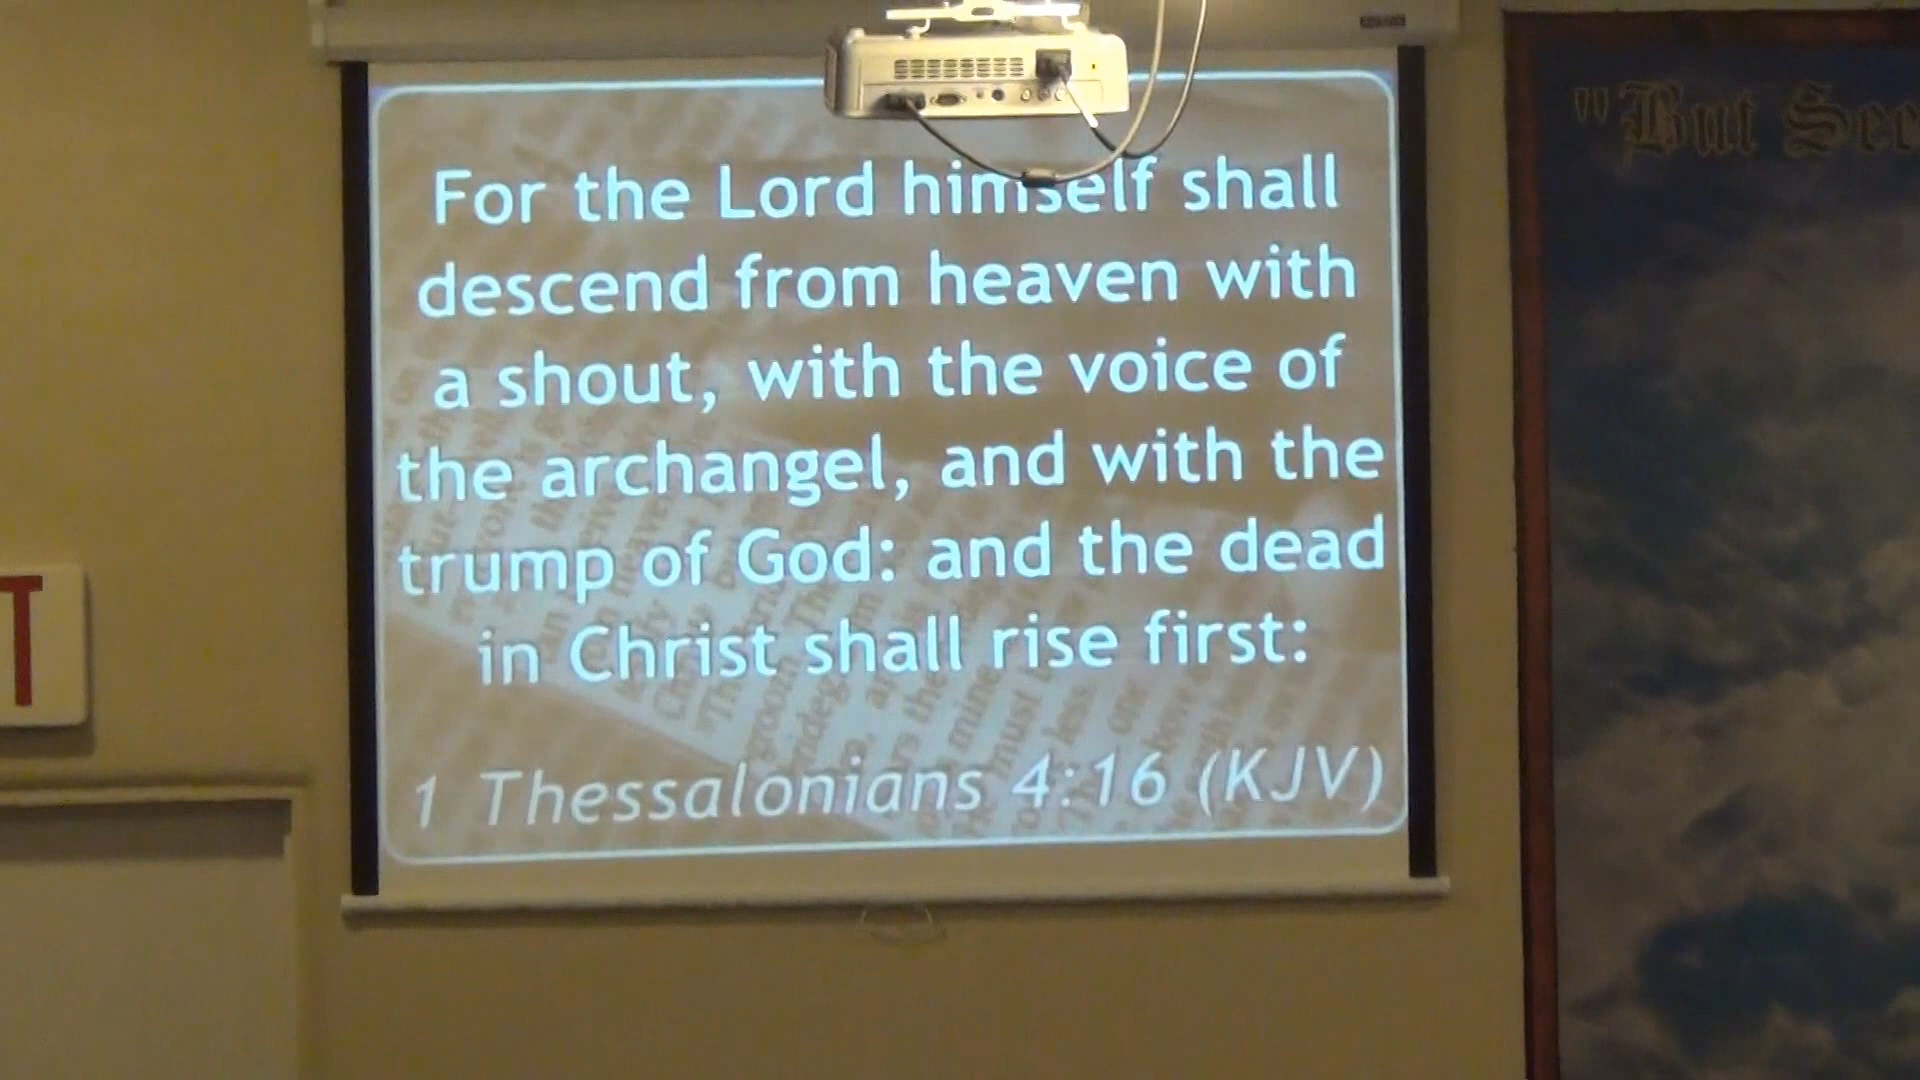 For the Lord himself shall
descend from heaven with
a shout, with the voice of
the archangel, and with the
trump of God: and the dead
in Christ shall rise first:
1 Thessalonians 4:16 (KJV)
"But See
T